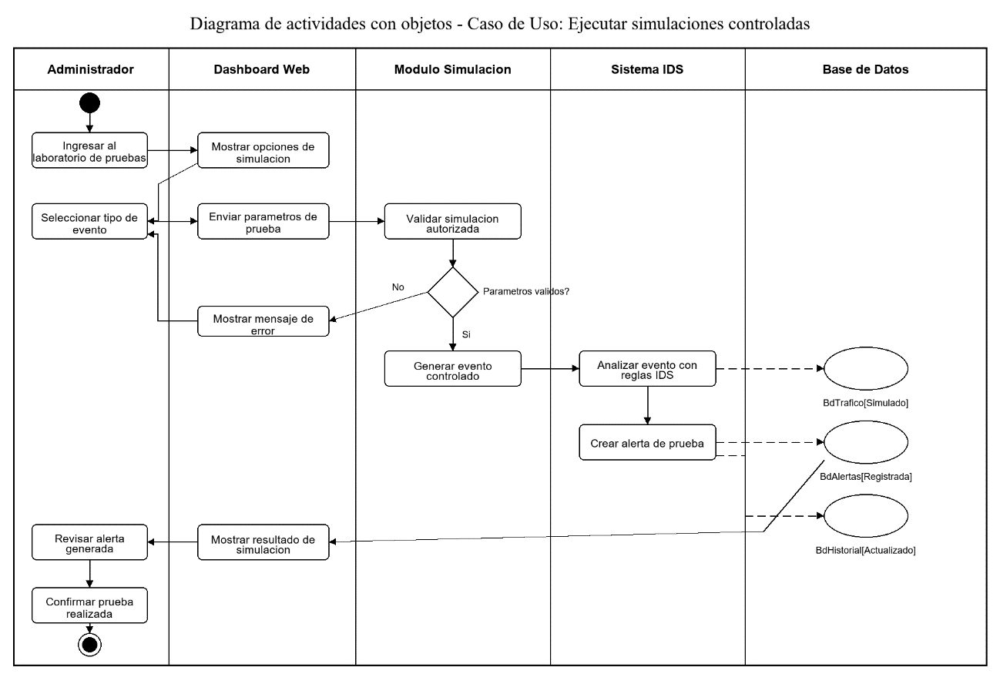 Diagrama de actividades con objetos - Caso de Uso: Ejecutar simulaciones controladas
Administrador
Dashboard Web
Modulo Simulacion
Sistema IDS
Base de Datos
Ingresar al
laboratorio de pruebas
Mostrar opciones de
simulacion
Seleccionar tipo de
evento
Enviar parametros de
prueba
Validar simulacion
autorizada
No
Parametros validos?
Mostrar mensaje de
error
Si
Generar evento
controlado
Analizar evento con
reglas IDS
BdTrafico[Simulado]
Crear alerta de prueba
BdAlertas[Registrada]
Revisar alerta
generada
Mostrar resultado de
simulacion
BdHistorial[Actualizado]
Confirmar prueba
realizada